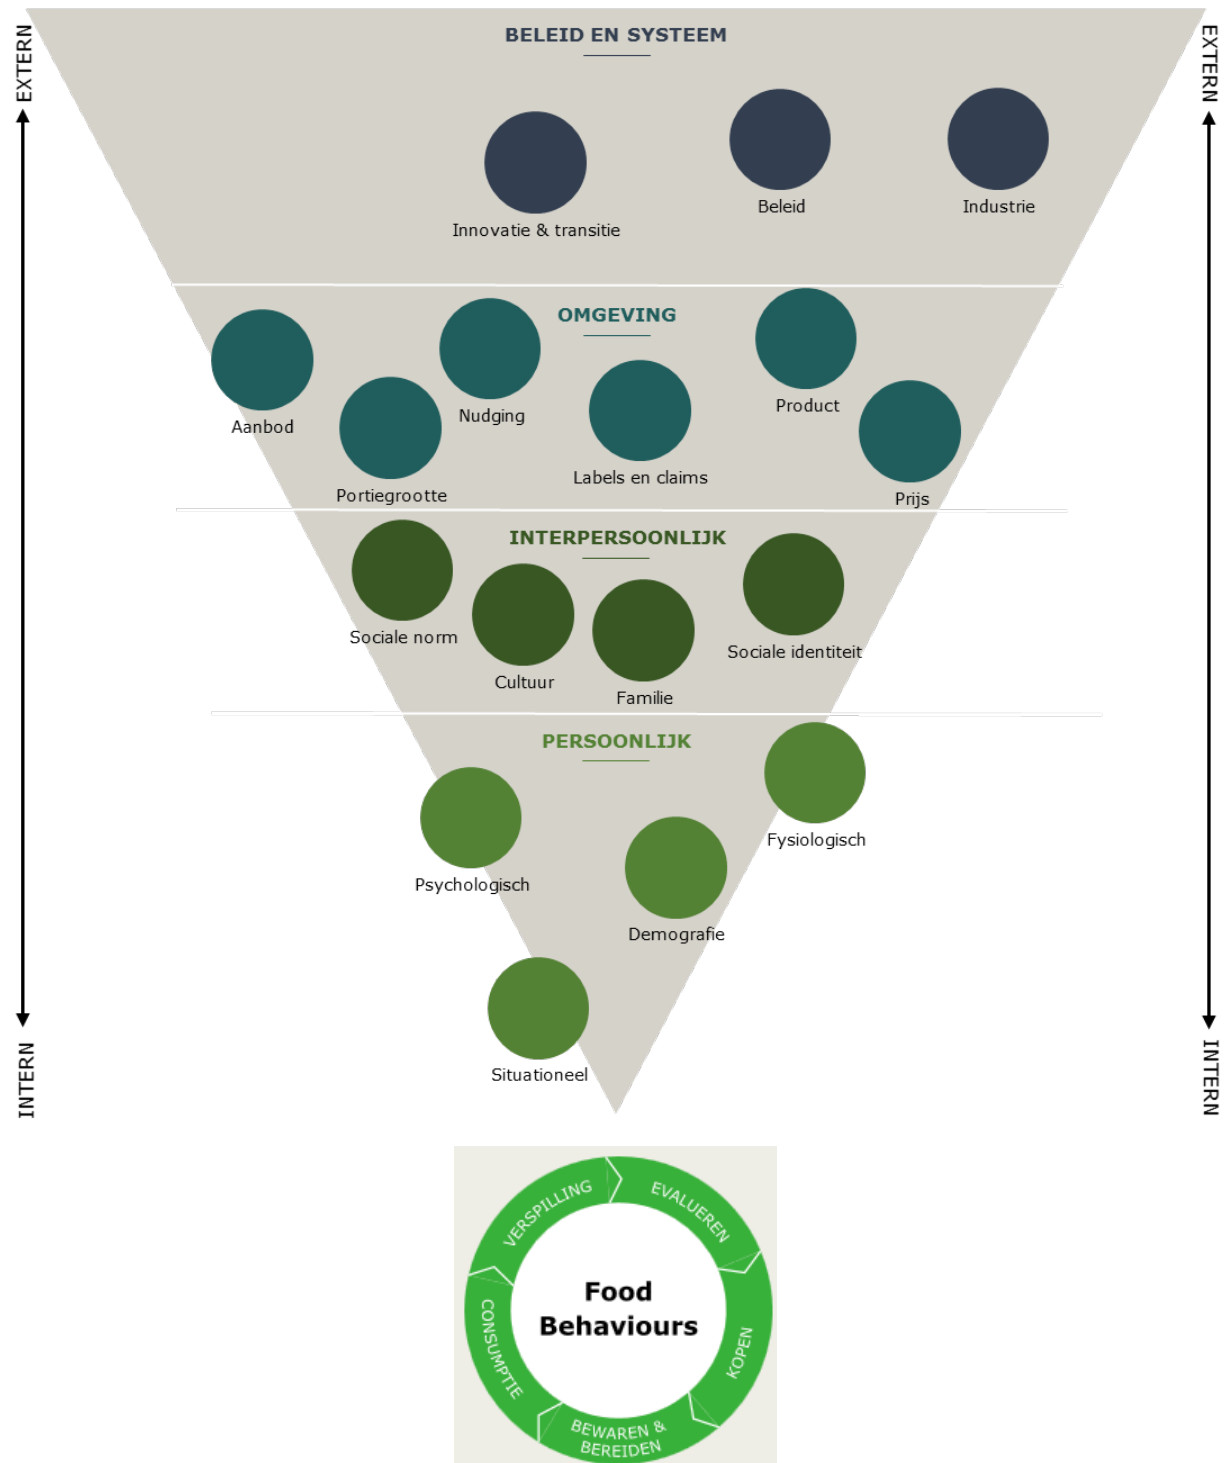 EXTERN
EXTERN
BELEID EN SYSTEEM
Innovatie & transitie
Beleid
Industrie
OMGEVING
Aanbod
Portiegrootte
Nudging
Labels en claims
Product
Prijs
INTERPERSOONLIJK
Sociale norm
Cultuur
Familie
Sociale identiteit
PERSOONLIJK
Psychologisch
Demografie
Fysiologisch
Situationeel
INTERN
INTERN
Food
Behaviours
EVALUEREN
KOPEN
BEWAREN &
BEREIDEN
CONSUMPTIE
VERSPILLING